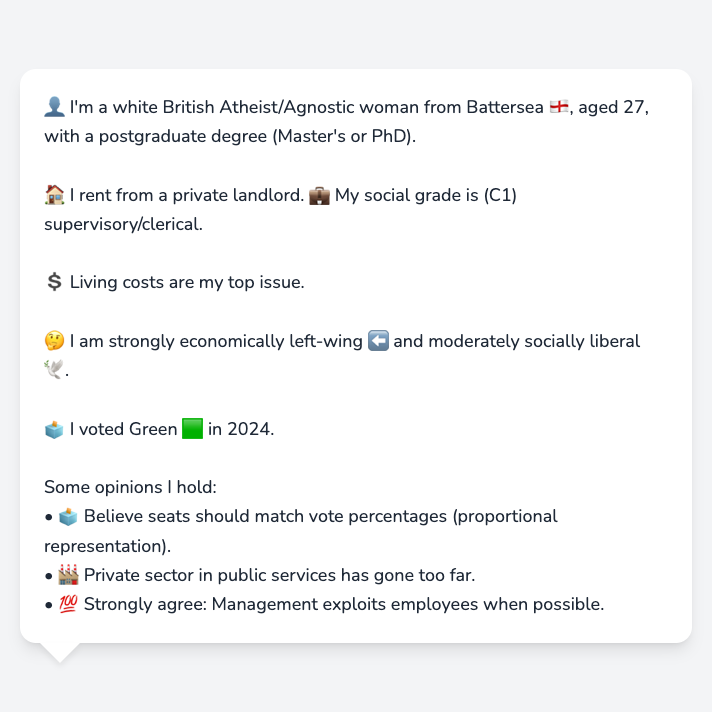 👤 I'm a white British Atheist/Agnostic woman from Battersea 🏴󠁧󠁢󠁥󠁮󠁧󠁿, aged 27,
with a postgraduate degree (Master's or PhD).
🏠 I rent from a private landlord. 💼 My social grade is (C1)
supervisory/clerical.
💲 Living costs are my top issue.
🤔 I am strongly economically left-wing ⬅️ and moderately socially liberal
🕊️.
🗳️ I voted Green 🟩 in 2024.
Some opinions I hold:
• 🗳️ Believe seats should match vote percentages (proportional
representation).
• 🏭 Private sector in public services has gone too far.
• 💯 Strongly agree: Management exploits employees when possible.